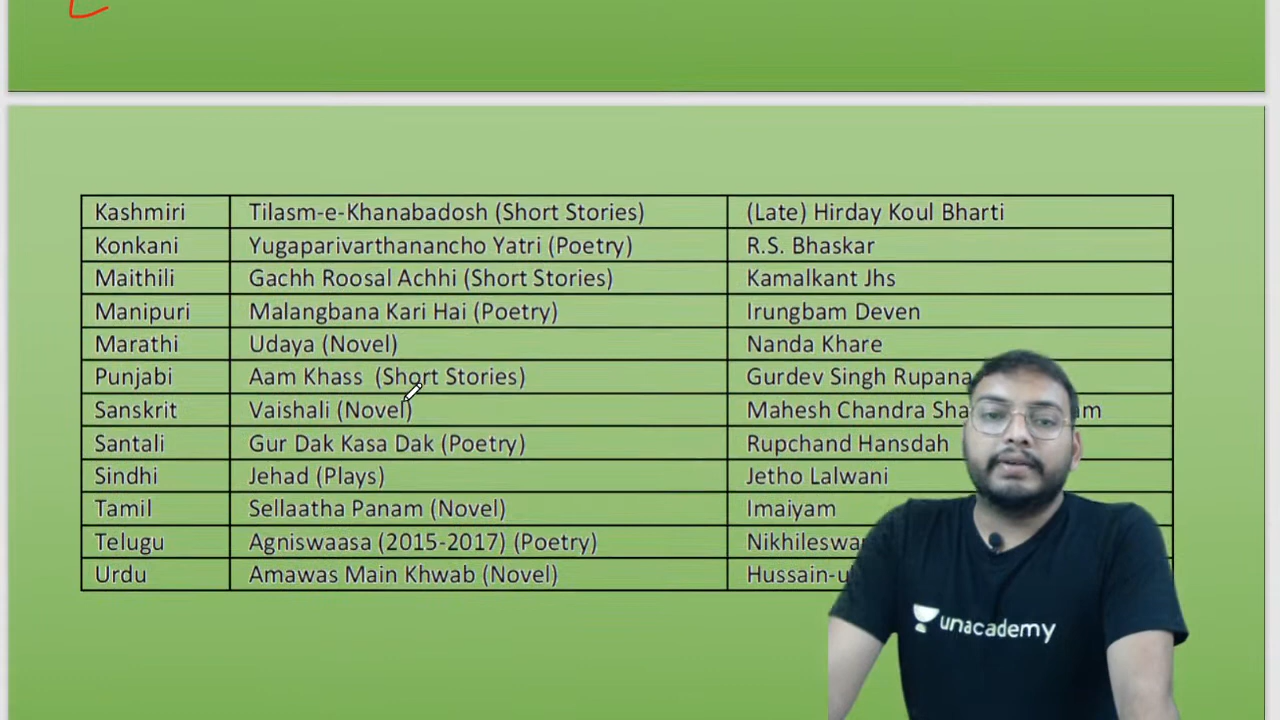 Kashmiri Tilasm-e-Khanabadosh (Short Stories) (Late) Hirday Koul Bharti
Konkani Yugaparivarthanancho Yatri (Poetry) R.S. Bhaskar
Maithili Gachh Roosal Achhi (Short Stories) Kamalkant Jhs
Manipuri Malangbana Kari Hai (Poetry) Irungbam Deven
Marathi Udaya (Novel) Nanda Khare
Punjabi Aam Khass (Short Stories) Gurdev Singh Rupana
Sanskrit Vaishali (Novel) Mahesh Chandra
Santali Gur Dak Kasa Dak (Poetry) Rupchand Hansdah
Sindhi Jehad (Plays) Jetho Lalwani
Tamil Sellaatha Panam (Novel) Imaiyam
Telugu Agniswaasa (2015-2017) (Poetry)
Urdu Amawas Main Khwab (Novel)
unacademy